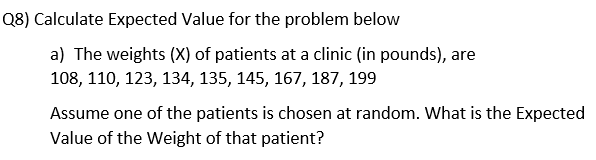 Q8) Calculate Expected Value for the problem below
a) The weights (X) of patients at a clinic (in pounds), are
108, 110, 123, 134, 135, 145, 167, 187, 199
Assume one of the patients is chosen at random. What is the Expected
Value of the Weight of that patient?